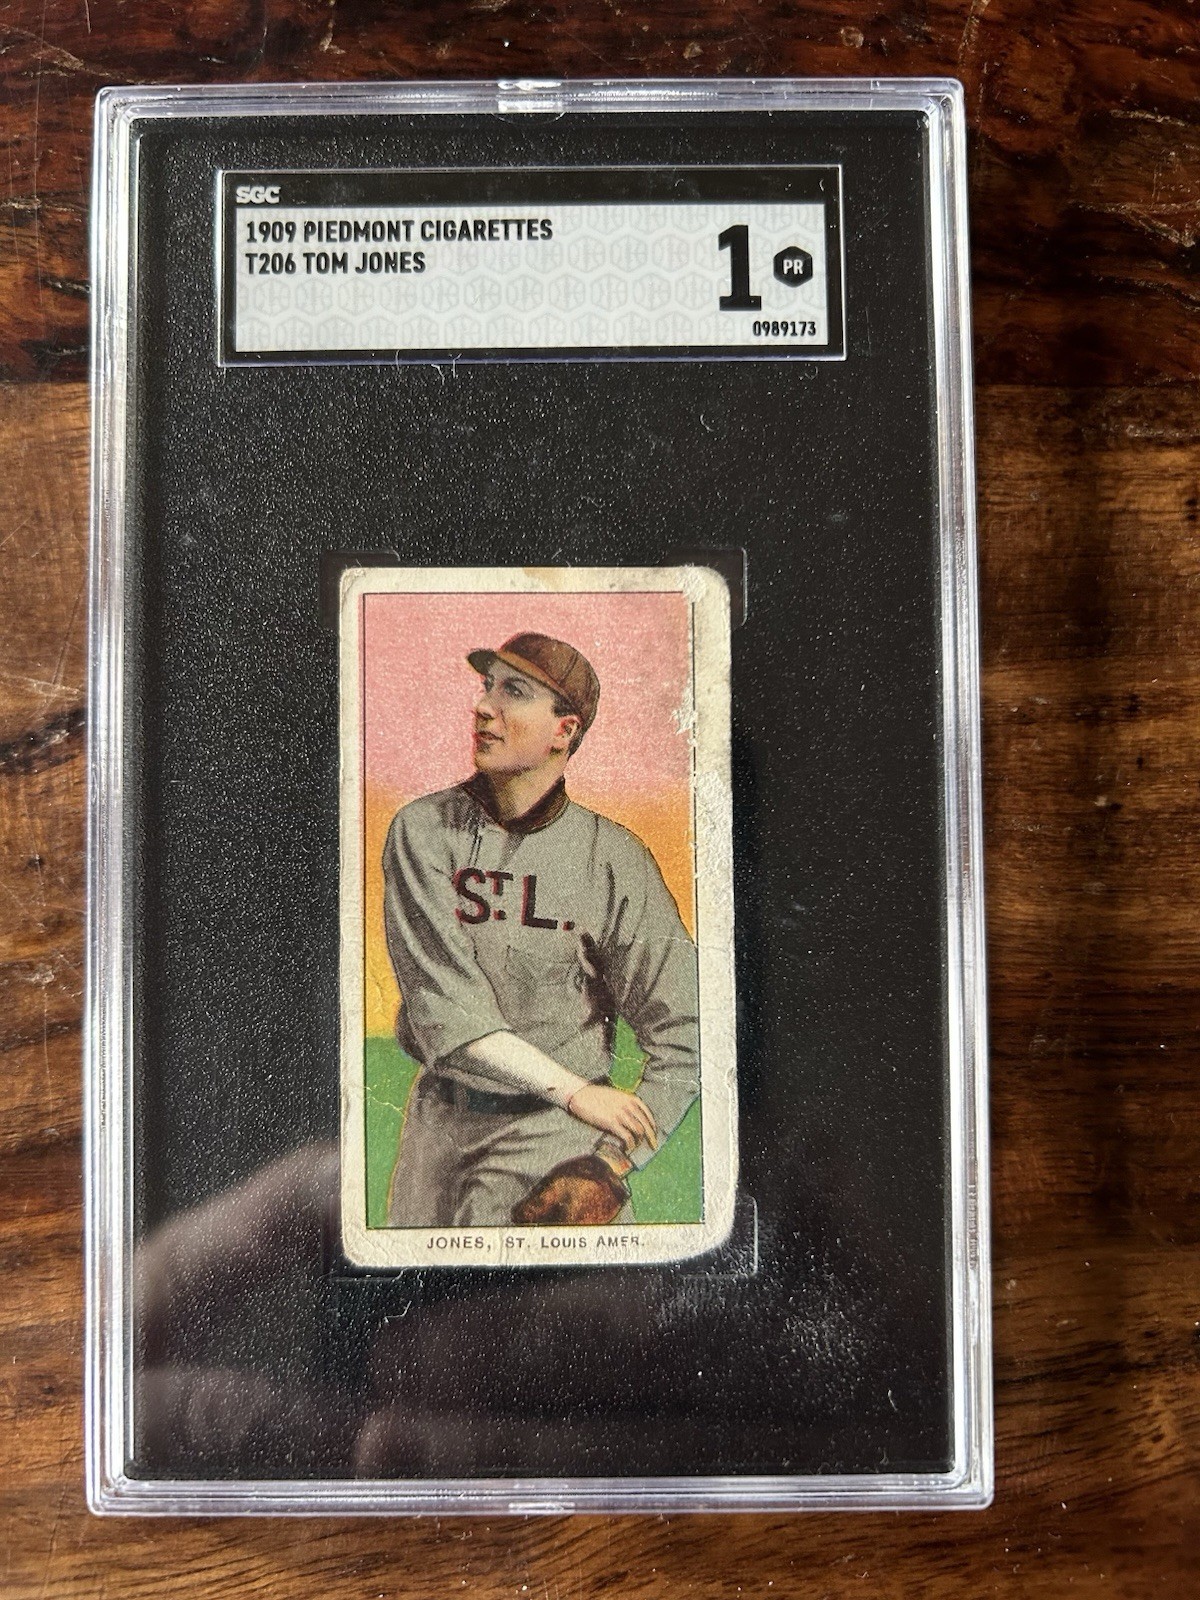 SGC
1909 PIEDMONT CIGARETTES
T206 TOM JONES
1 PR
0989173
ST. L.
JONES, ST. LOUIS AMER.